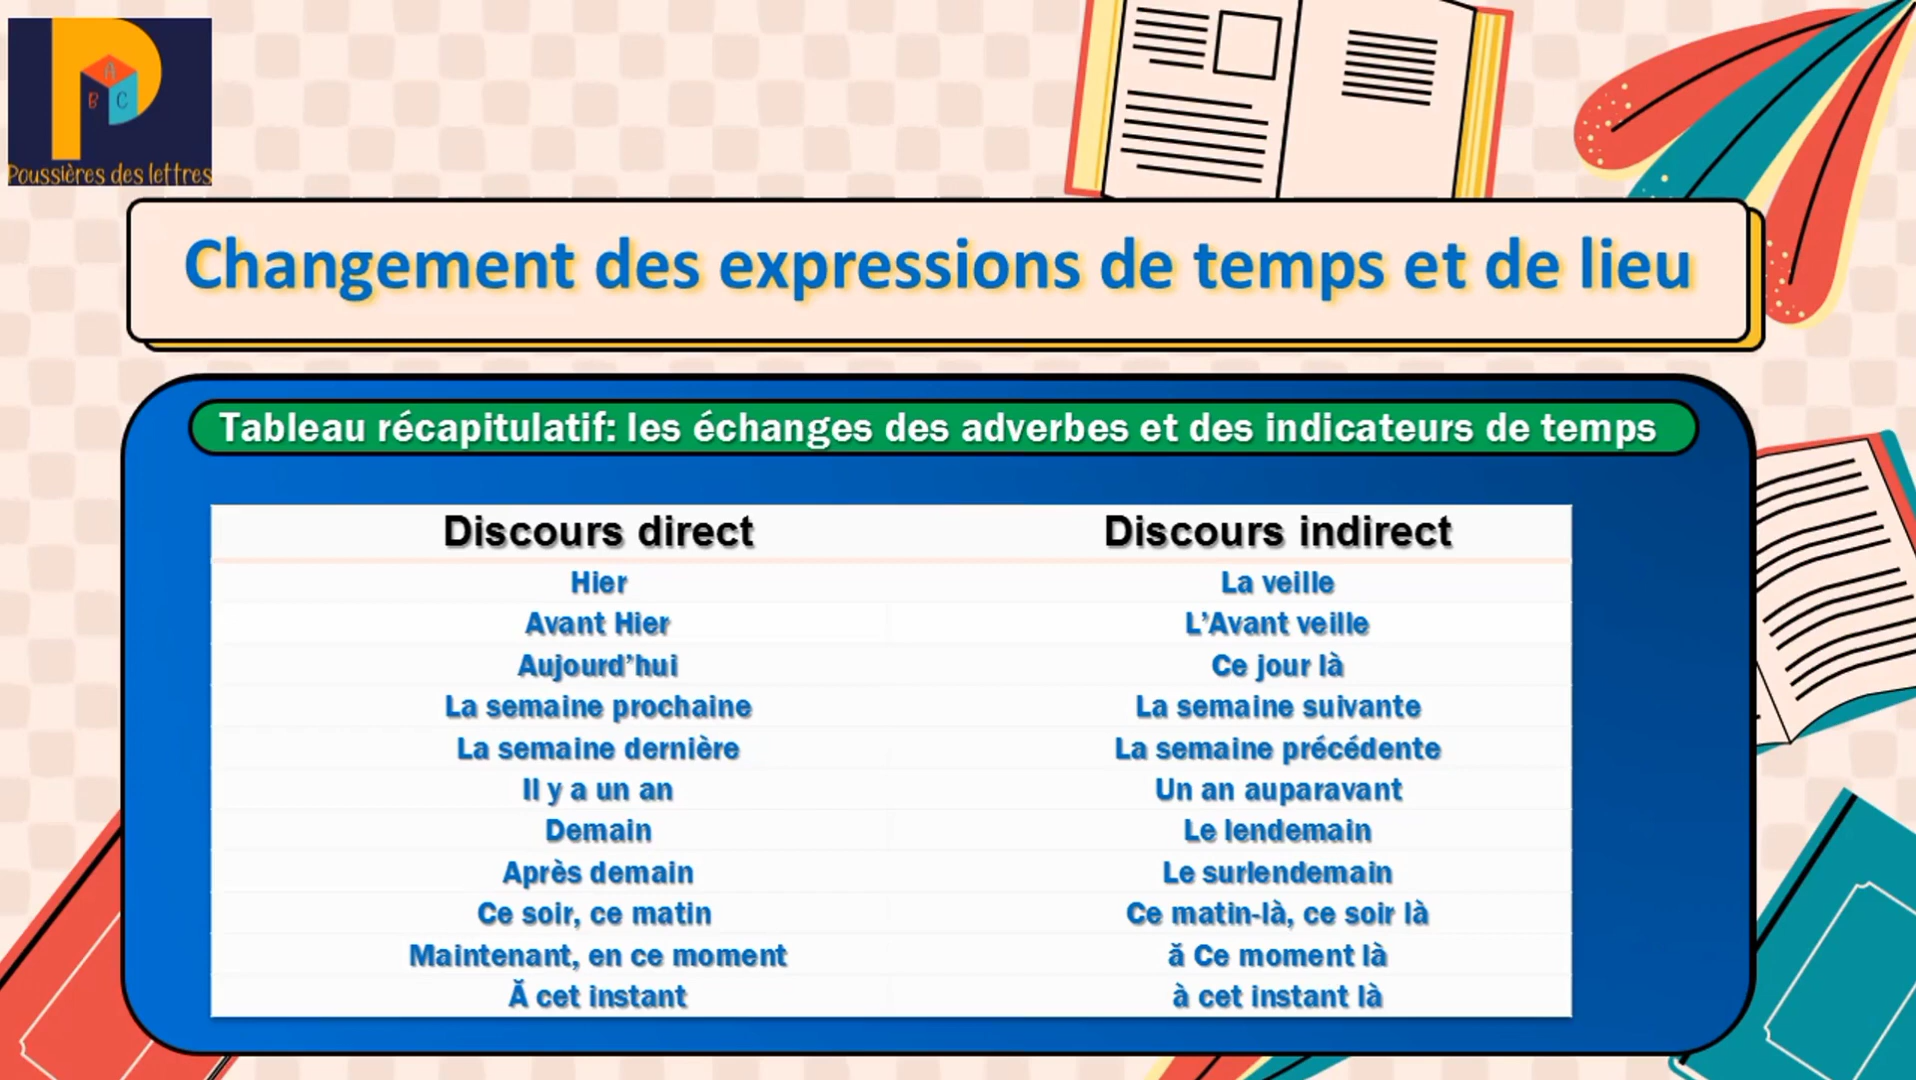 A
B C
Poussières des lettres
Changement des expressions de temps et de lieu
Tableau récapitulatif: les échanges des adverbes et des indicateurs de temps
Discours direct Discours indirect
Hier La veille
Avant Hier L’Avant veille
Aujourd’hui Ce jour là
La semaine prochaine La semaine suivante
La semaine dernière La semaine précédente
Il y a un an Un an auparavant
Demain Le lendemain
Après demain Le surlendemain
Ce soir, ce matin Ce matin-là, ce soir là
Maintenant, en ce moment ă Ce moment là
Ă cet instant à cet instant là